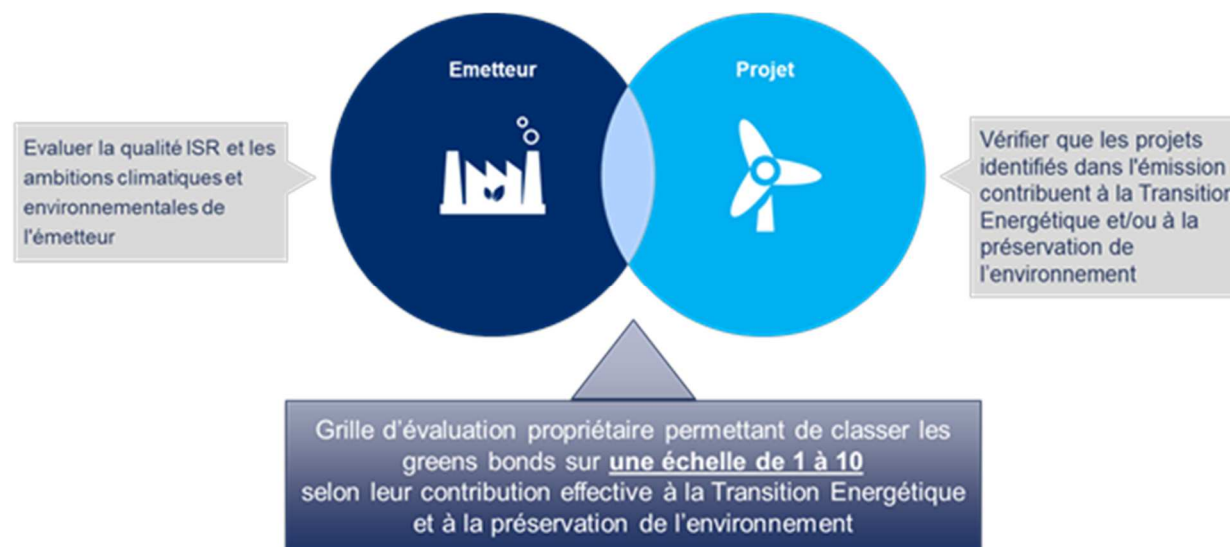 Emetteur
Projet
Evaluer la qualité ISR et les
ambitions climatiques et
environnementales de
l'émetteur
Vérifier que les projets
identifiés dans l'émission
contribuent à la Transition
Energétique et/ou à la
préservation de
l'environnement
Grille d'évaluation propriétaire permettant de classer les
greens bonds sur une échelle de 1 à 10
selon leur contribution effective à la Transition Energétique
et à la préservation de l'environnement